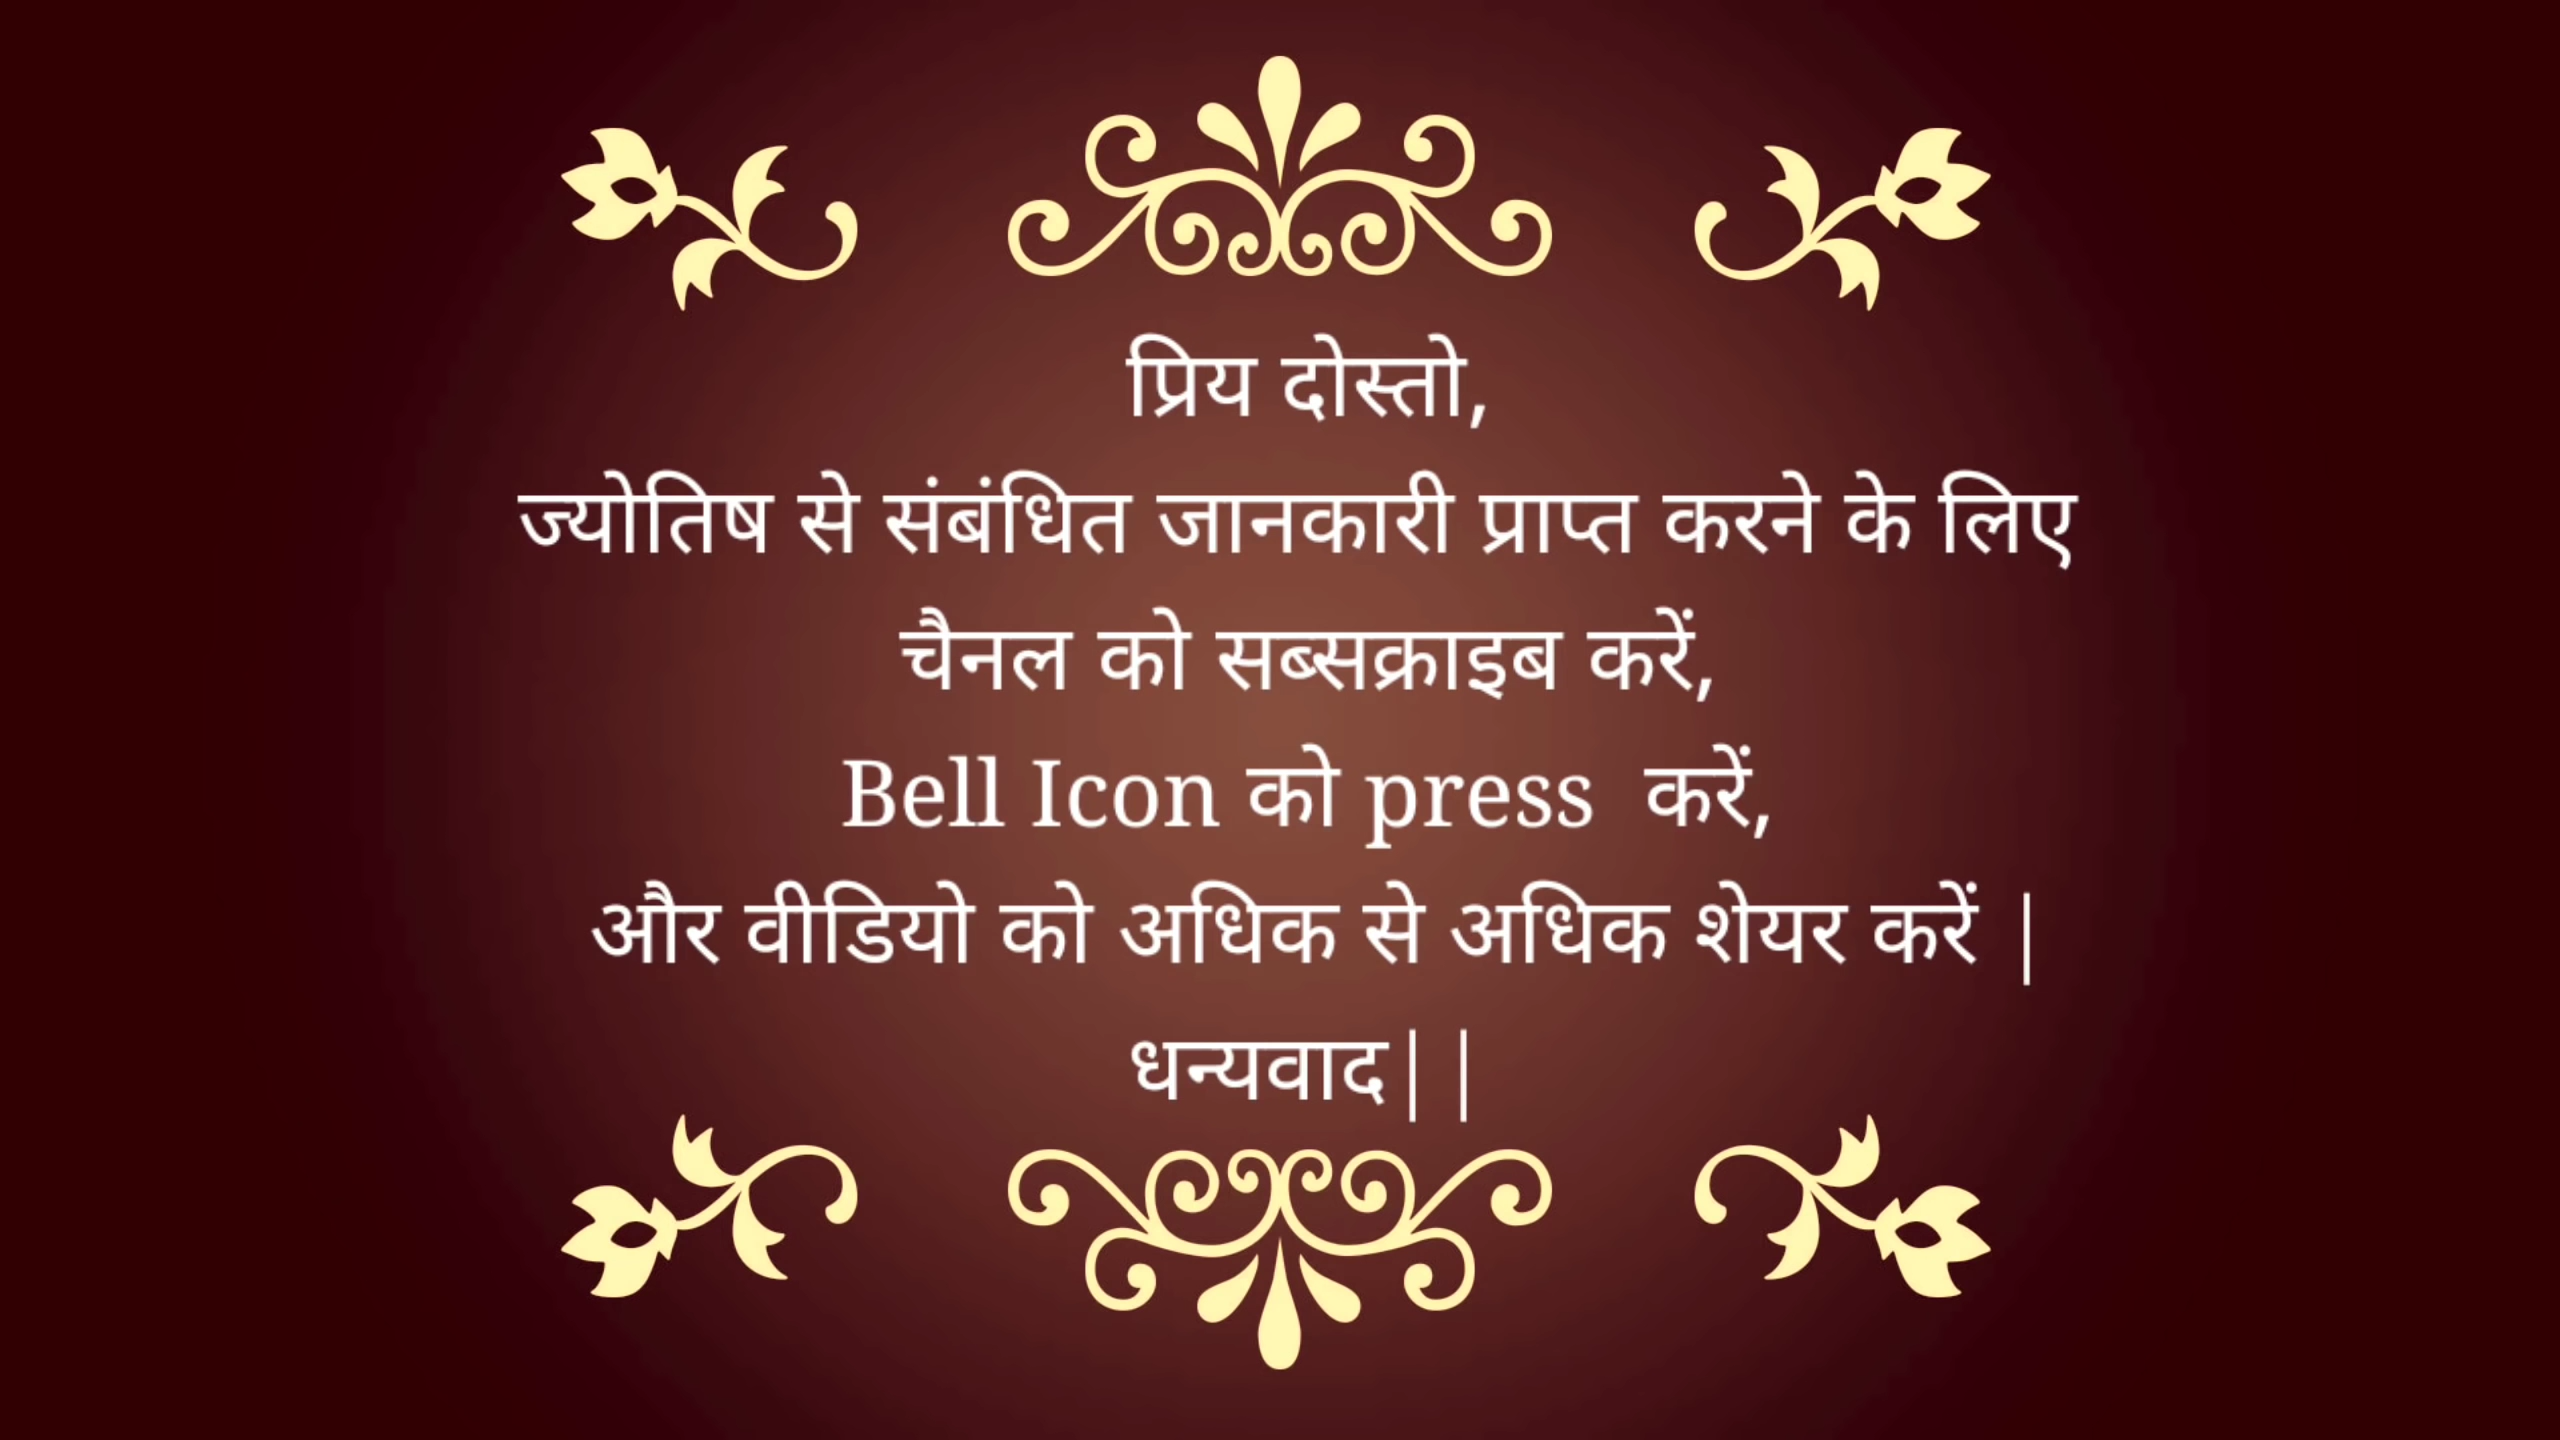 प्रिय दोस्तो,
ज्योतिष से संबंधित जानकारी प्राप्त करने के लिए
चैनल को सब्सक्राइब करें,
Bell Icon को press  करें,
और वीडियो को अधिक से अधिक शेयर करें |
धन्यवाद||